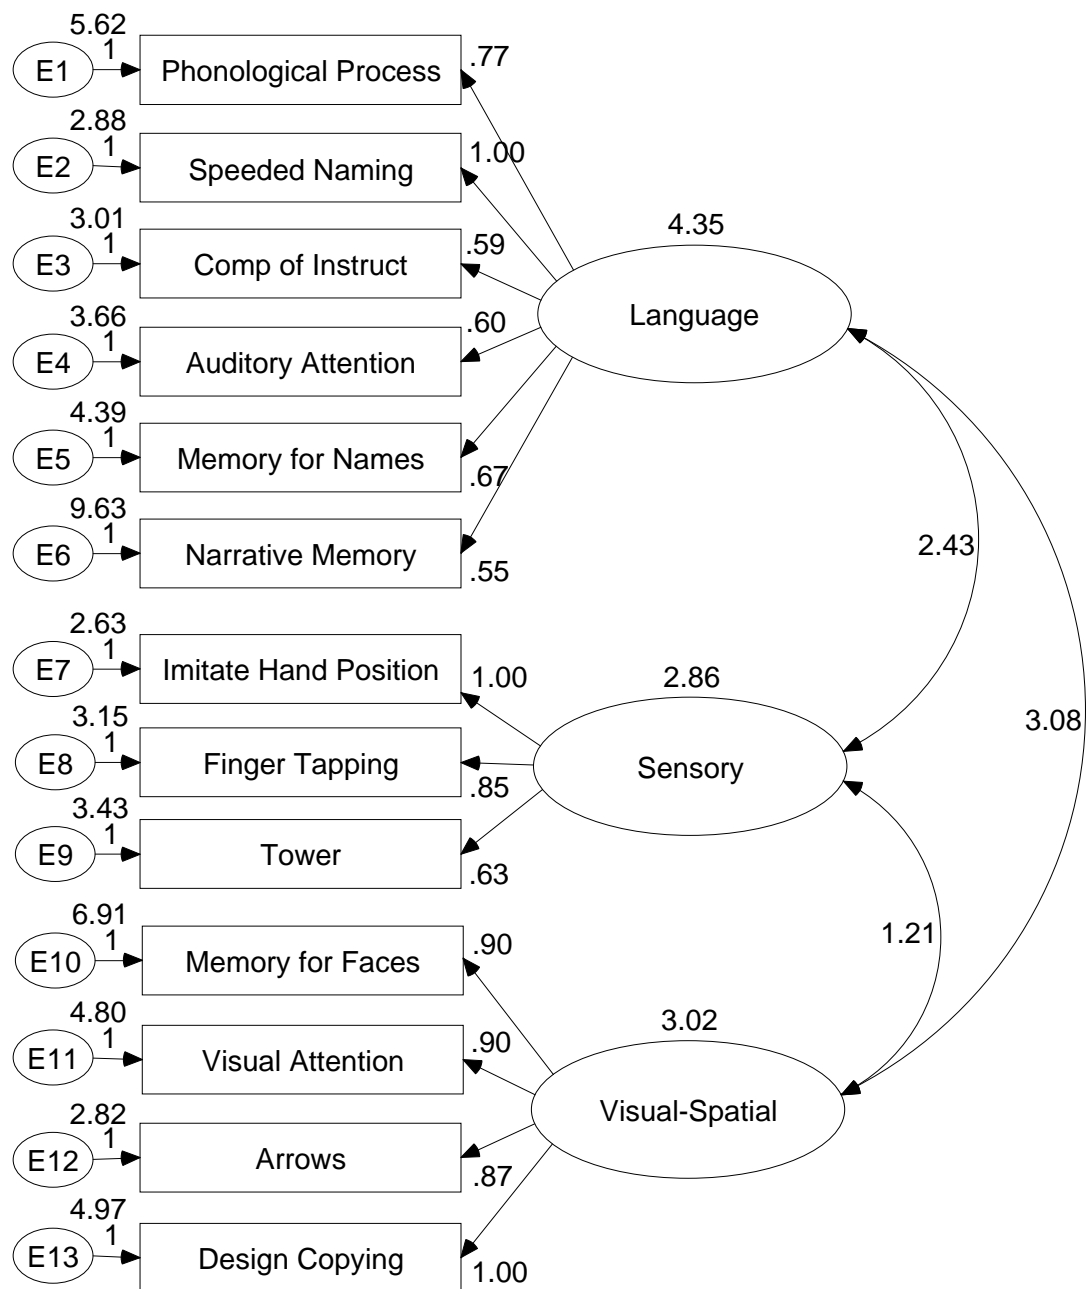 5.62
1
E1
Phonological Process
.77
2.88
1
E2
Speeded Naming
1.00
3.01
1
E3
Comp of Instruct
.59
4.35
Language
3.66
1
E4
Auditory Attention
.60
4.39
1
E5
Memory for Names
.67
9.63
1
E6
Narrative Memory
.55
2.43
2.63
1
E7
Imitate Hand Position
1.00
2.86
3.08
3.15
1
E8
Finger Tapping
.85
Sensory
3.43
1
E9
Tower
.63
6.91
1
E10
Memory for Faces
.90
1.21
4.80
1
E11
Visual Attention
.90
3.02
Visual-Spatial
2.82
1
E12
Arrows
.87
4.97
1
E13
Design Copying
1.00